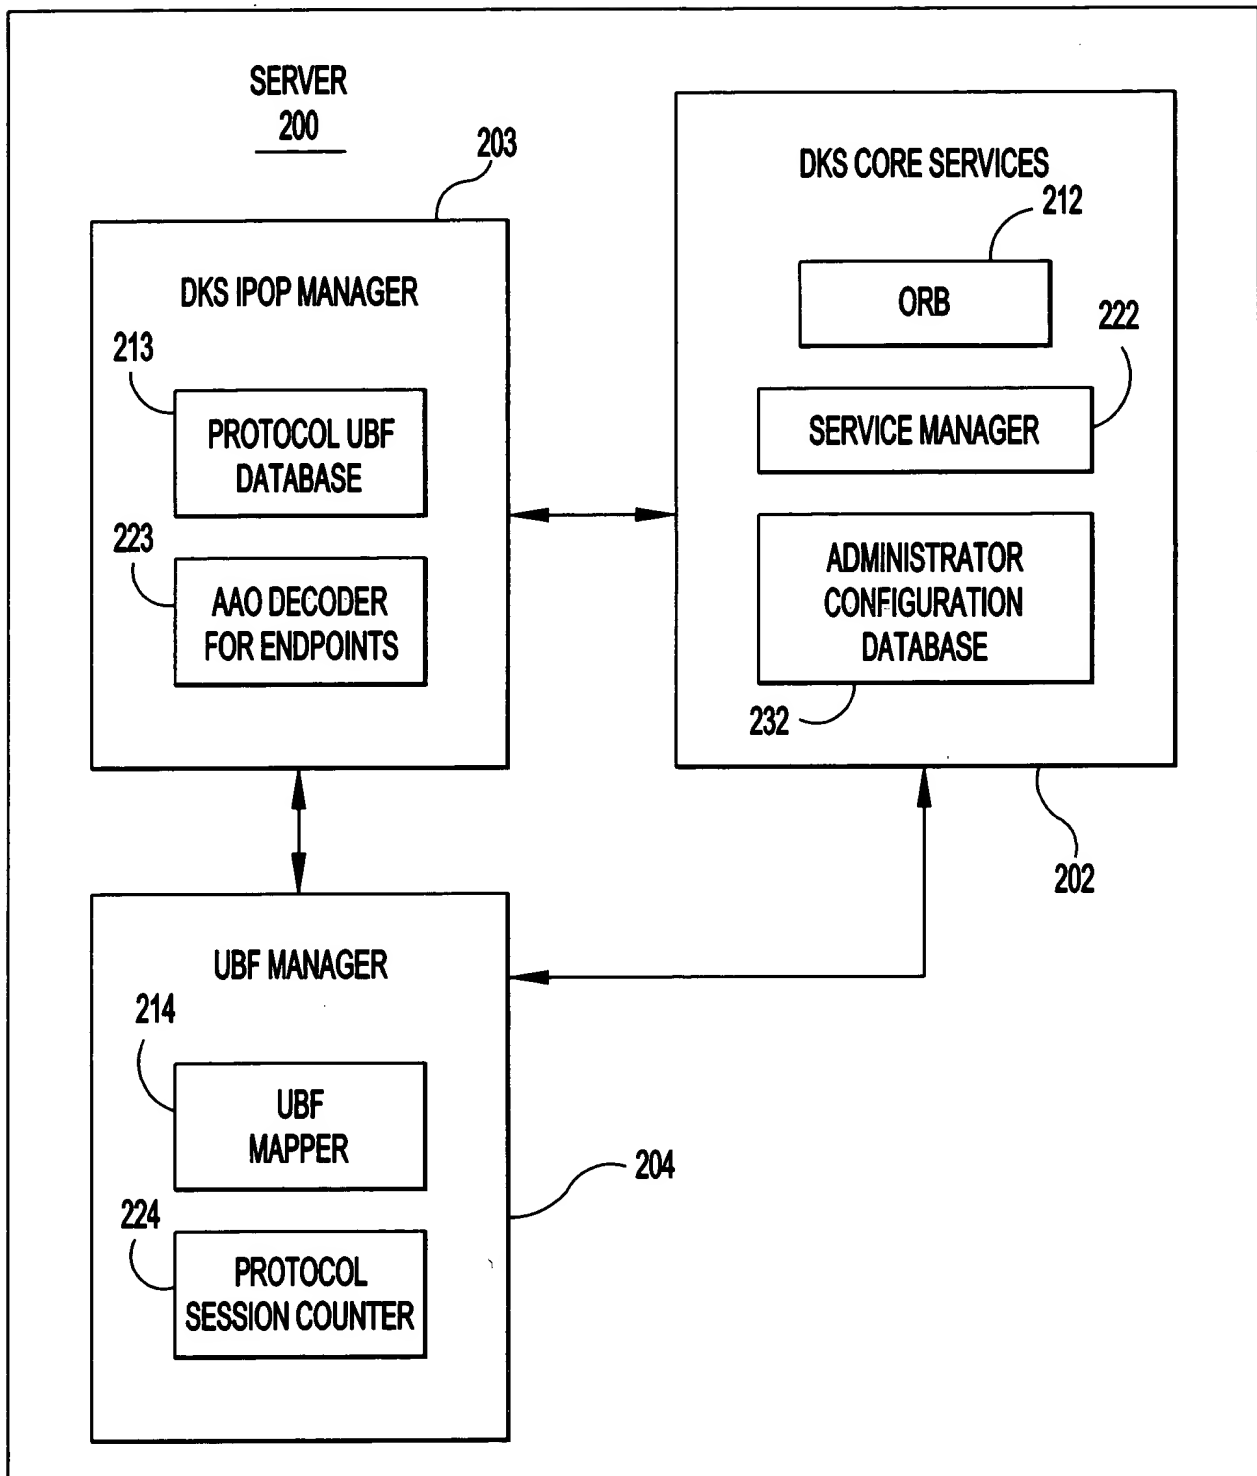 SERVER
200
203
DKS IPOP MANAGER
213
PROTOCOL UBF
DATABASE
223
AAO DECODER
FOR ENDPOINTS
DKS CORE SERVICES
212
ORB
222
SERVICE MANAGER
ADMINISTRATOR
CONFIGURATION
DATABASE
232
202
UBF MANAGER
214
UBF
MAPPER
204
224
PROTOCOL
SESSION COUNTER